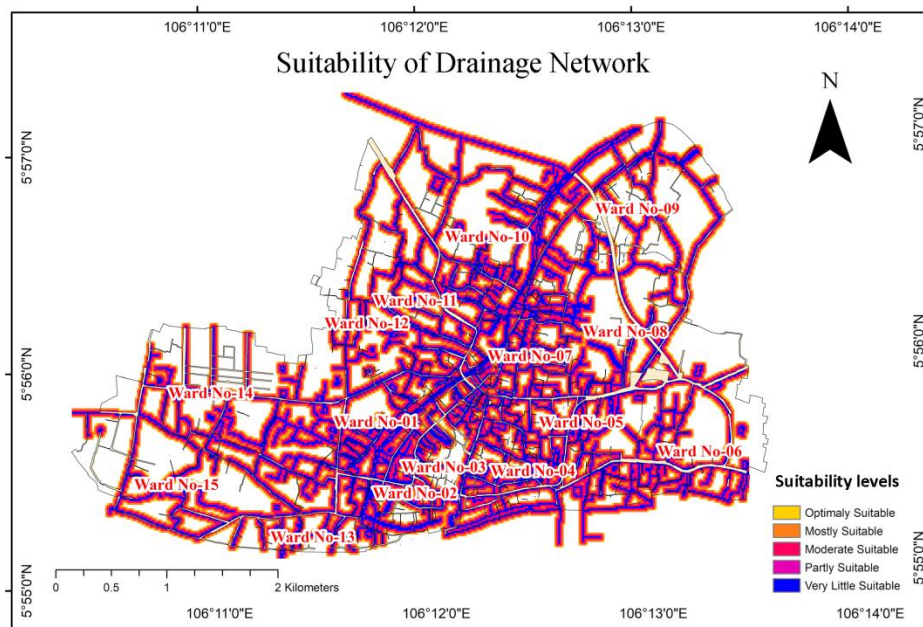 106°11'0"E 106°12'0"E 106°13'0"E 106°14'0"E
Suitability of Drainage Network
N
5°57'0"N
5°57'0"N
Ward No-09
Ward No-10
Ward No-11
Ward No-12
Ward No-08
Ward No-07
5°56'0"N
5°56'0"N
Ward No-14
Ward No-01
Ward No-05
Ward No-06
Ward No-03
Ward No-04
Ward No-15
Ward No-02
Ward No-13
Suitability levels
Optimaly Suitable
Mostly Suitable
Moderate Suitable
Partly Suitable
Very Little Suitable
5°55'0"N
5°55'0"N
0 0.5 1 2 Kilometers
106°11'0"E 106°12'0"E 106°13'0"E 106°14'0"E